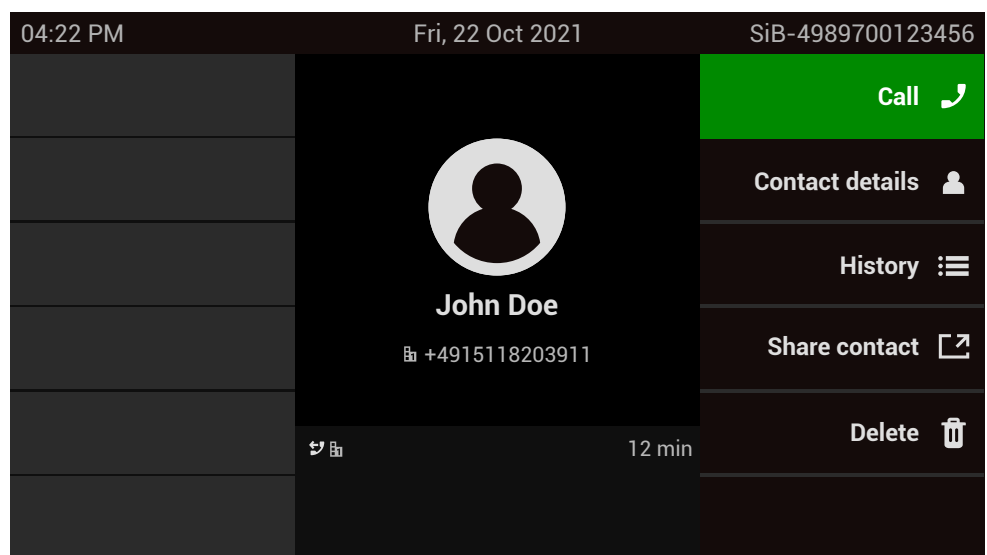 04:22 PM
Fri, 22 Oct 2021
SiB-4989700123456
Call
Contact details
History
Share contact
Delete
John Doe
+4915118203911
12 min